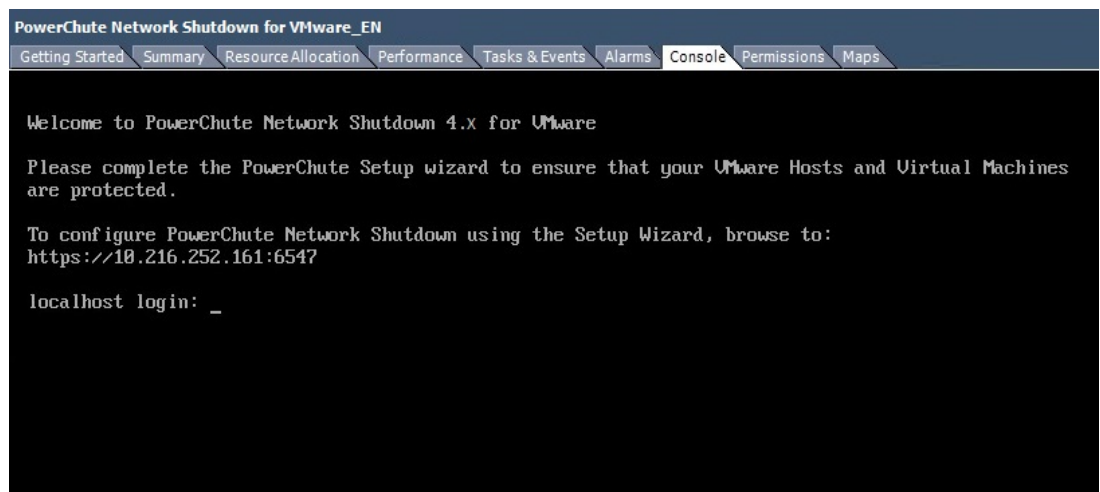 PowerChute Network Shutdown for VMware_EN
Getting Started Summary Resource Allocation Performance Tasks & Events Alarms Console Permissions Maps
Welcome to PowerChute Network Shutdown 4.x for VMware
Please complete the PowerChute Setup wizard to ensure that your VMware Hosts and Virtual Machines
are protected.
To configure PowerChute Network Shutdown using the Setup Wizard, browse to:
https://10.216.252.161:6547
localhost login: _